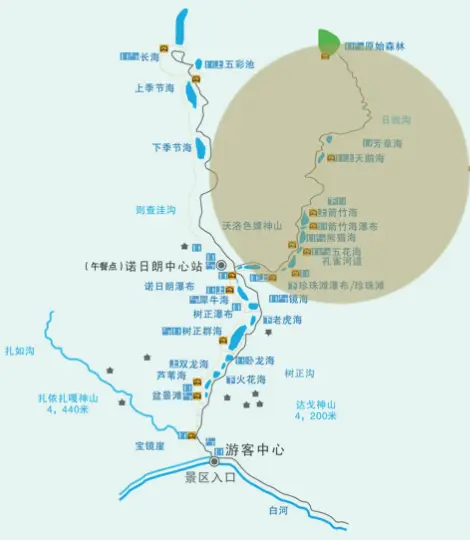 原始森林
长海
五彩池
上季节海
日则沟
芳草海
下季节海
天鹅海
则查洼沟
箭竹海
沃洛色嫫神山
箭竹海瀑布
熊猫海
五花海
孔雀河道
(午餐点)诺日朗中心站
诺日朗瀑布
珍珠滩瀑布/珍珠滩
犀牛海
镜海
树正瀑布
老虎海
树正群海
扎如沟
双龙海
卧龙海
芦苇海
树正沟
火花海
扎依扎嘎神山
4，440米
盆景滩
达戈神山
4，200米
宝镜崖
游客中心
景区入口
白河